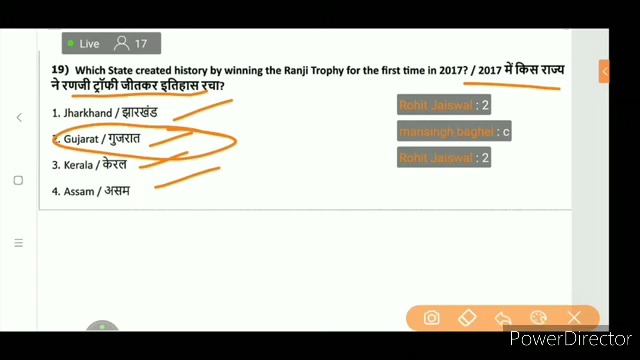 Live 17
19) Which State created history by winning the Ranji Trophy for the first time in 2017? / 2017 में किस राज्य
ने रणजी ट्रॉफी जीतकर इतिहास रचा?
1. Jharkhand / झारखंड
2. Gujarat / गुजरात
3. Kerala / केरल
4. Assam / असम
Rohit Jaiswal : 2
mansingh baghel : c
Rohit Jaiswal : 2
PowerDirector